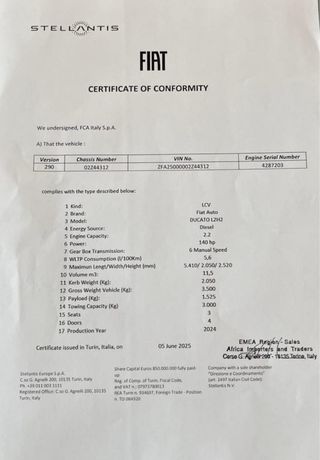 STELLANTIS
FIAT
CERTIFICATE OF CONFORMITY
We undersigned, FCA Italy S.p.A.
A) That the vehicle :
Version Chassis Number VIN No. Engine Serial Number
290 02Z44312 ZFA25000002Z44312 4287203
complies with the type described below:
1 Kind: LCV
2 Brand: Fiat Auto
3 Model: DUCATO L2H2
4 Energy Source: Diesel
5 Engine Capacity: 2.2
6 Power: 140 hp
7 Gear Box Transmission: 6 Manual Speed
8 WLTP Consumption (l/100Km) 5,6
9 Maximun Lengt/Width/Height (mm) 5.410/ 2.050/ 2.520
10 Volume m3: 11,5
11 Kerb Weight (Kg): 2.050
12 Gross Weight Vehicle (Kg): 3.500
13 Payload (Kg): 1.525
14 Towing Capacity (Kg) 3.000
15 Seats 3
16 Doors 4
17 Production Year 2024
Certificate issued in Turin, Italia, on 05 June 2025
EMEA Region - Sales
Africa Importers and Traders
Corso G. Agnelli 200 - 10135 Torino, Italy
Stellantis Europe S.p.A.
C.so G. Agnelli 200, 10135 Turin, Italy
Ph. +39 011 003 1111
Registered Office: C.so G. Agnelli 200, 10135
Turin, Italy
Share Capital Euros 850.000.000 fully paid-
up
Reg. of Comp. of Turin, Fiscal Code,
and VAT n.: 07973780013
REA Turin n. 934637, Foreign Trade - Position
n. TO 084520
Company with a sole shareholder
"Direzione e Coordinamento"
(art. 2497 Italian Civil Code):
Stellantis N.V.